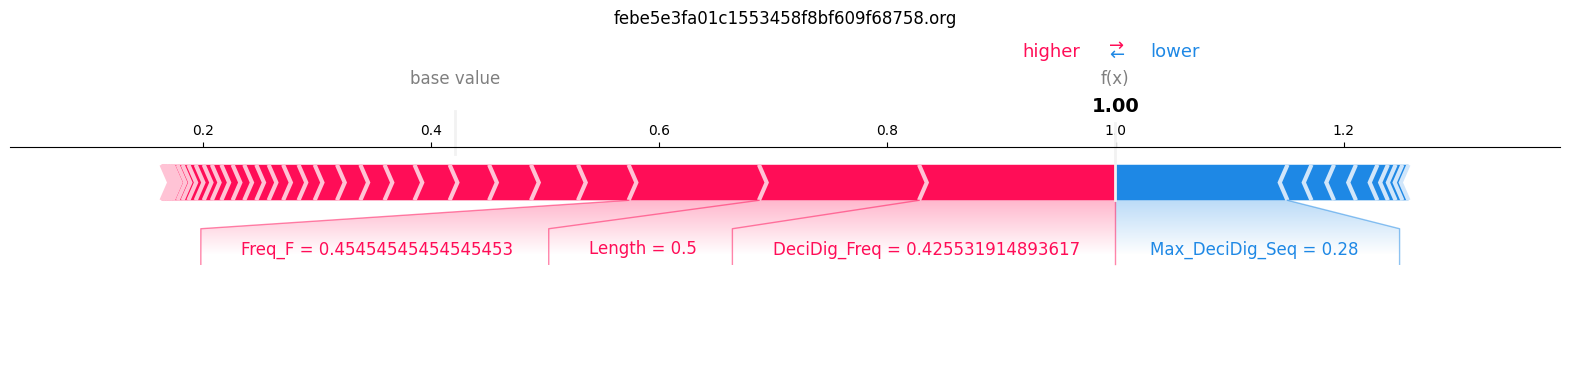 febe5e3fa01c1553458f8bf609f68758.org
higher → ← lower
base value f(x)
1.00
0.2 0.4 0.6 0.8 1.0 1.2
Freq_F = 0.45454545454545453 Length = 0.5 DeciDig_Freq = 0.425531914893617 Max_DeciDig_Seq = 0.28